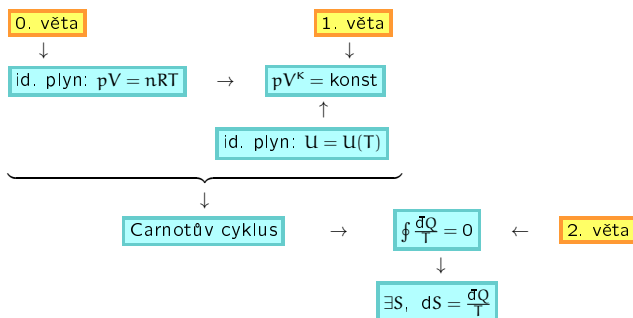 0. věta 1. věta
↓ ↓
id. plyn: pV = nRT → pV^κ = konst
↑
id. plyn: U = U(T)
↓
Carnotův cyklus → ∮ đQ/T = 0 ← 2. věta
↓
∃S, dS = đQ/T